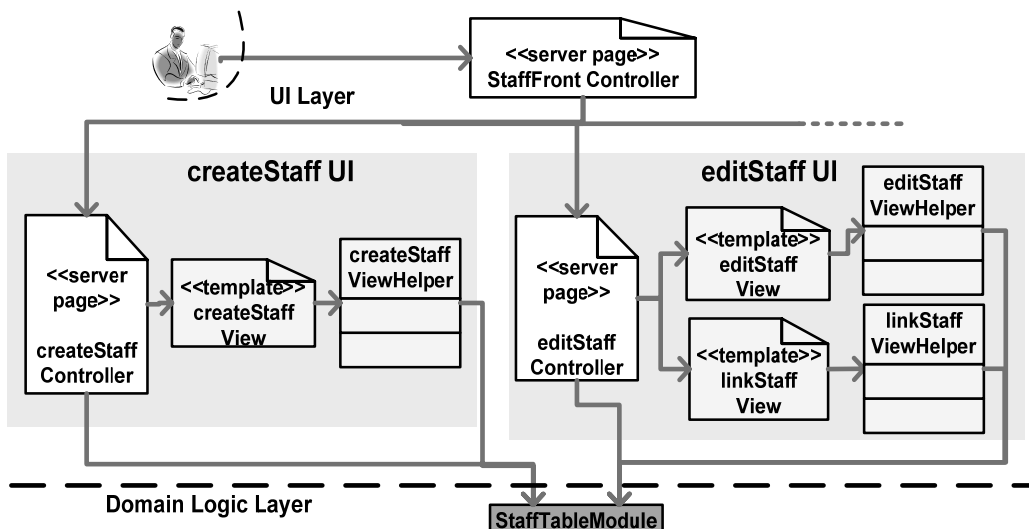 <<server page>>
StaffFront Controller
UI Layer
createStaff UI
<<server
page>>
createStaff
Controller
<<template>>
createStaff
View
createStaff
ViewHelper
editStaff UI
<<server
page>>
editStaff
Controller
<<template>>
editStaff
View
editStaff
ViewHelper
<<template>>
linkStaff
View
linkStaff
ViewHelper
Domain Logic Layer
StaffTableModule